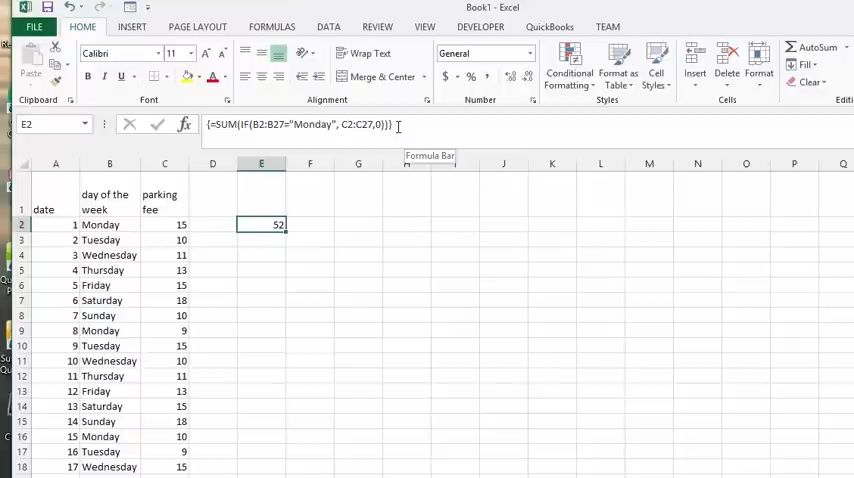 Book1 - Excel
FILE HOME INSERT PAGE LAYOUT FORMULAS DATA REVIEW VIEW DEVELOPER QuickBooks TEAM
Calibri 11 Wrap Text General Conditional Format as Cell Insert Delete Format AutoSum
Paste B I U Merge & Center $ % Formatting Table Styles Fill
Clear
Clipboard Font Alignment Number Styles Cells
E2 fx {=SUM(IF(B2:B27="Monday", C2:C27,0))}
Formula Bar
A B C D E F G H I J K L M N O P Q
day of the parking
1 date week fee
2 1 Monday 15 52
3 2 Tuesday 10
4 3 Wednesday 11
5 4 Thursday 13
6 5 Friday 15
7 6 Saturday 18
8 7 Sunday 10
9 8 Monday 9
10 9 Tuesday 15
11 10 Wednesday 10
12 11 Thursday 11
13 12 Friday 13
14 13 Saturday 15
15 14 Sunday 18
16 15 Monday 10
17 16 Tuesday 9
18 17 Wednesday 15